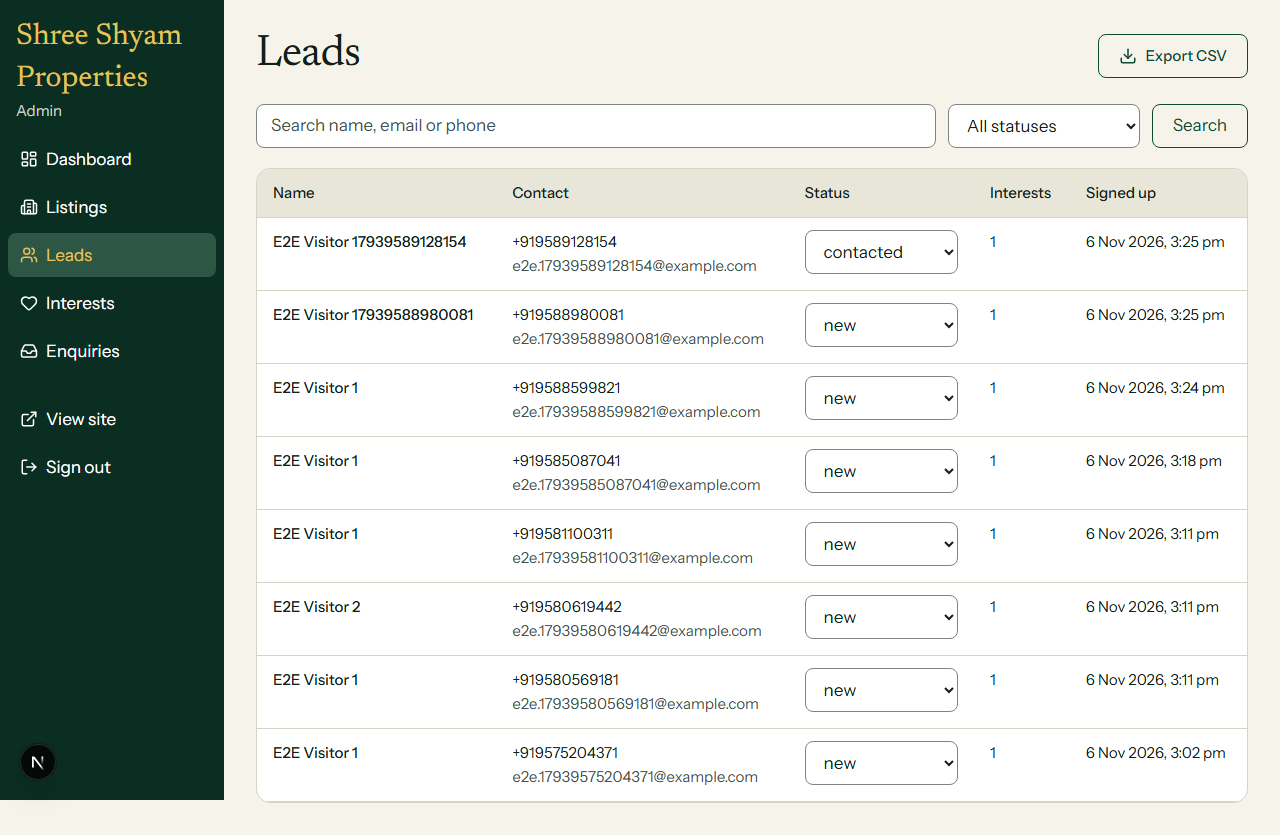 Shree Shyam
Properties
Admin
Dashboard
Listings
Leads
Interests
Enquiries
View site
Sign out
N
Leads
Export CSV
Search name, email or phone
All statuses
Search
Name Contact Status Interests Signed up
E2E Visitor 17939589128154 +919589128154 contacted 1 6 Nov 2026, 3:25 pm
e2e.17939589128154@example.com
E2E Visitor 17939588980081 +919588980081 new 1 6 Nov 2026, 3:25 pm
e2e.17939588980081@example.com
E2E Visitor 1 +919588599821 new 1 6 Nov 2026, 3:24 pm
e2e.17939588599821@example.com
E2E Visitor 1 +919585087041 new 1 6 Nov 2026, 3:18 pm
e2e.17939585087041@example.com
E2E Visitor 1 +919581100311 new 1 6 Nov 2026, 3:11 pm
e2e.17939581100311@example.com
E2E Visitor 2 +919580619442 new 1 6 Nov 2026, 3:11 pm
e2e.17939580619442@example.com
E2E Visitor 1 +919580569181 new 1 6 Nov 2026, 3:11 pm
e2e.17939580569181@example.com
E2E Visitor 1 +919575204371 new 1 6 Nov 2026, 3:02 pm
e2e.17939575204371@example.com